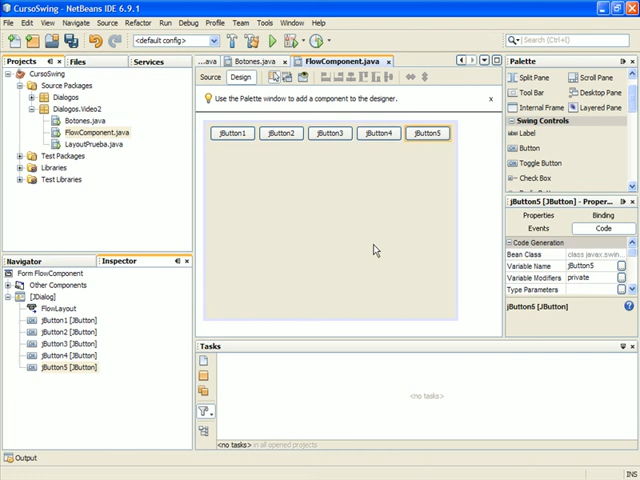 CursoSwing - NetBeans IDE 6.9.1
File Edit View Navigate Source Refactor Run Debug Profile Team Tools Window Help
<default config>
Search (Ctrl+I)
Projects Files Services
...ava Botones.java FlowComponent.java
Palette
CursoSwing
Source Packages
Dialogos
Dialogos.Video2
Botones.java
FlowComponent.java
LayoutPrueba.java
Test Packages
Libraries
Test Libraries
Source Design
Use the Palette window to add a component to the designer. x
jButton1 jButton2 jButton3 jButton4 jButton5
Split Pane Scroll Pane
Tool Bar Desktop Pane
Internal Frame Layered Pane
Swing Controls
Label
Button
Toggle Button
Check Box
jButton5 [JButton] - Proper...
Properties Binding
Events Code
Code Generation
Bean Class class javax.swin
Variable Name jButton5
Variable Modifiers private
Type Parameters
jButton5 [JButton]
Navigator Inspector
Form FlowComponent
Other Components
[JDialog]
FlowLayout
jButton1 [JButton]
jButton2 [JButton]
jButton3 [JButton]
jButton4 [JButton]
jButton5 [JButton]
Tasks
<no tasks>
<no tasks> in all opened projects
Output
INS